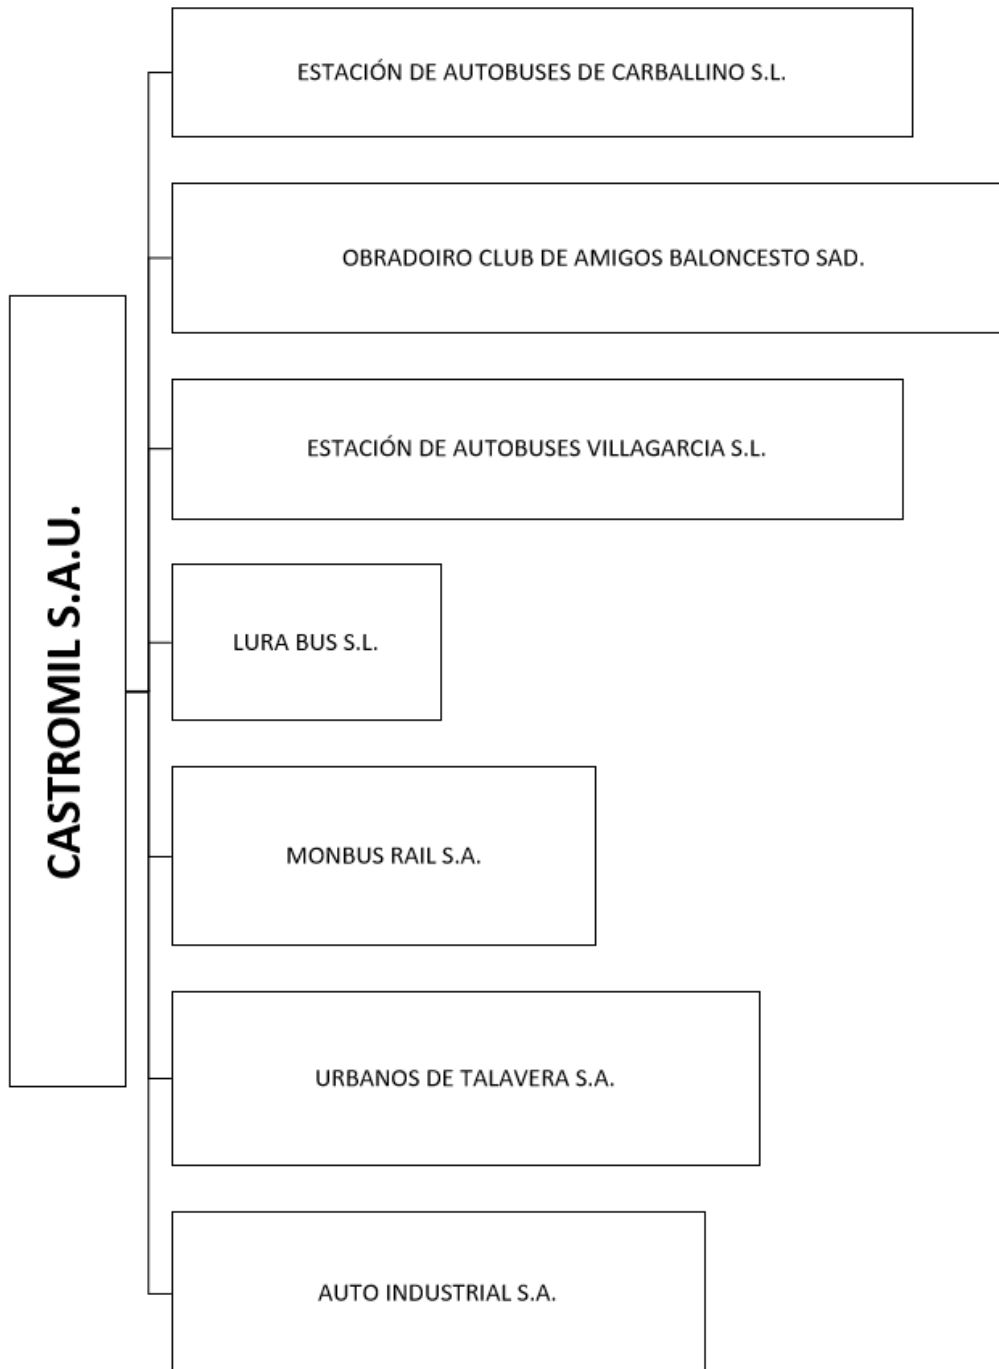 CASTROMIL S.A.U.
ESTACIÓN DE AUTOBUSES DE CARBALLINO S.L.
OBRADOIRO CLUB DE AMIGOS BALONCESTO SAD.
ESTACIÓN DE AUTOBUSES VILLAGARCIA S.L.
LURA BUS S.L.
MONBUS RAIL S.A.
URBANOS DE TALAVERA S.A.
AUTO INDUSTRIAL S.A.